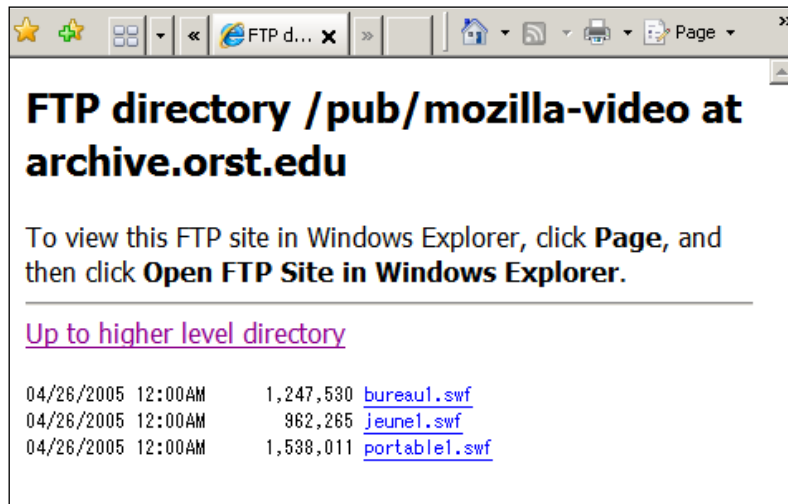 « FTP d... x » Page »
FTP directory /pub/mozilla-video at
archive.orst.edu
To view this FTP site in Windows Explorer, click Page, and
then click Open FTP Site in Windows Explorer.
Up to higher level directory
04/26/2005 12:00AM 1,247,530 bureau1.swf
04/26/2005 12:00AM 962,265 jeune1.swf
04/26/2005 12:00AM 1,538,011 portable1.swf